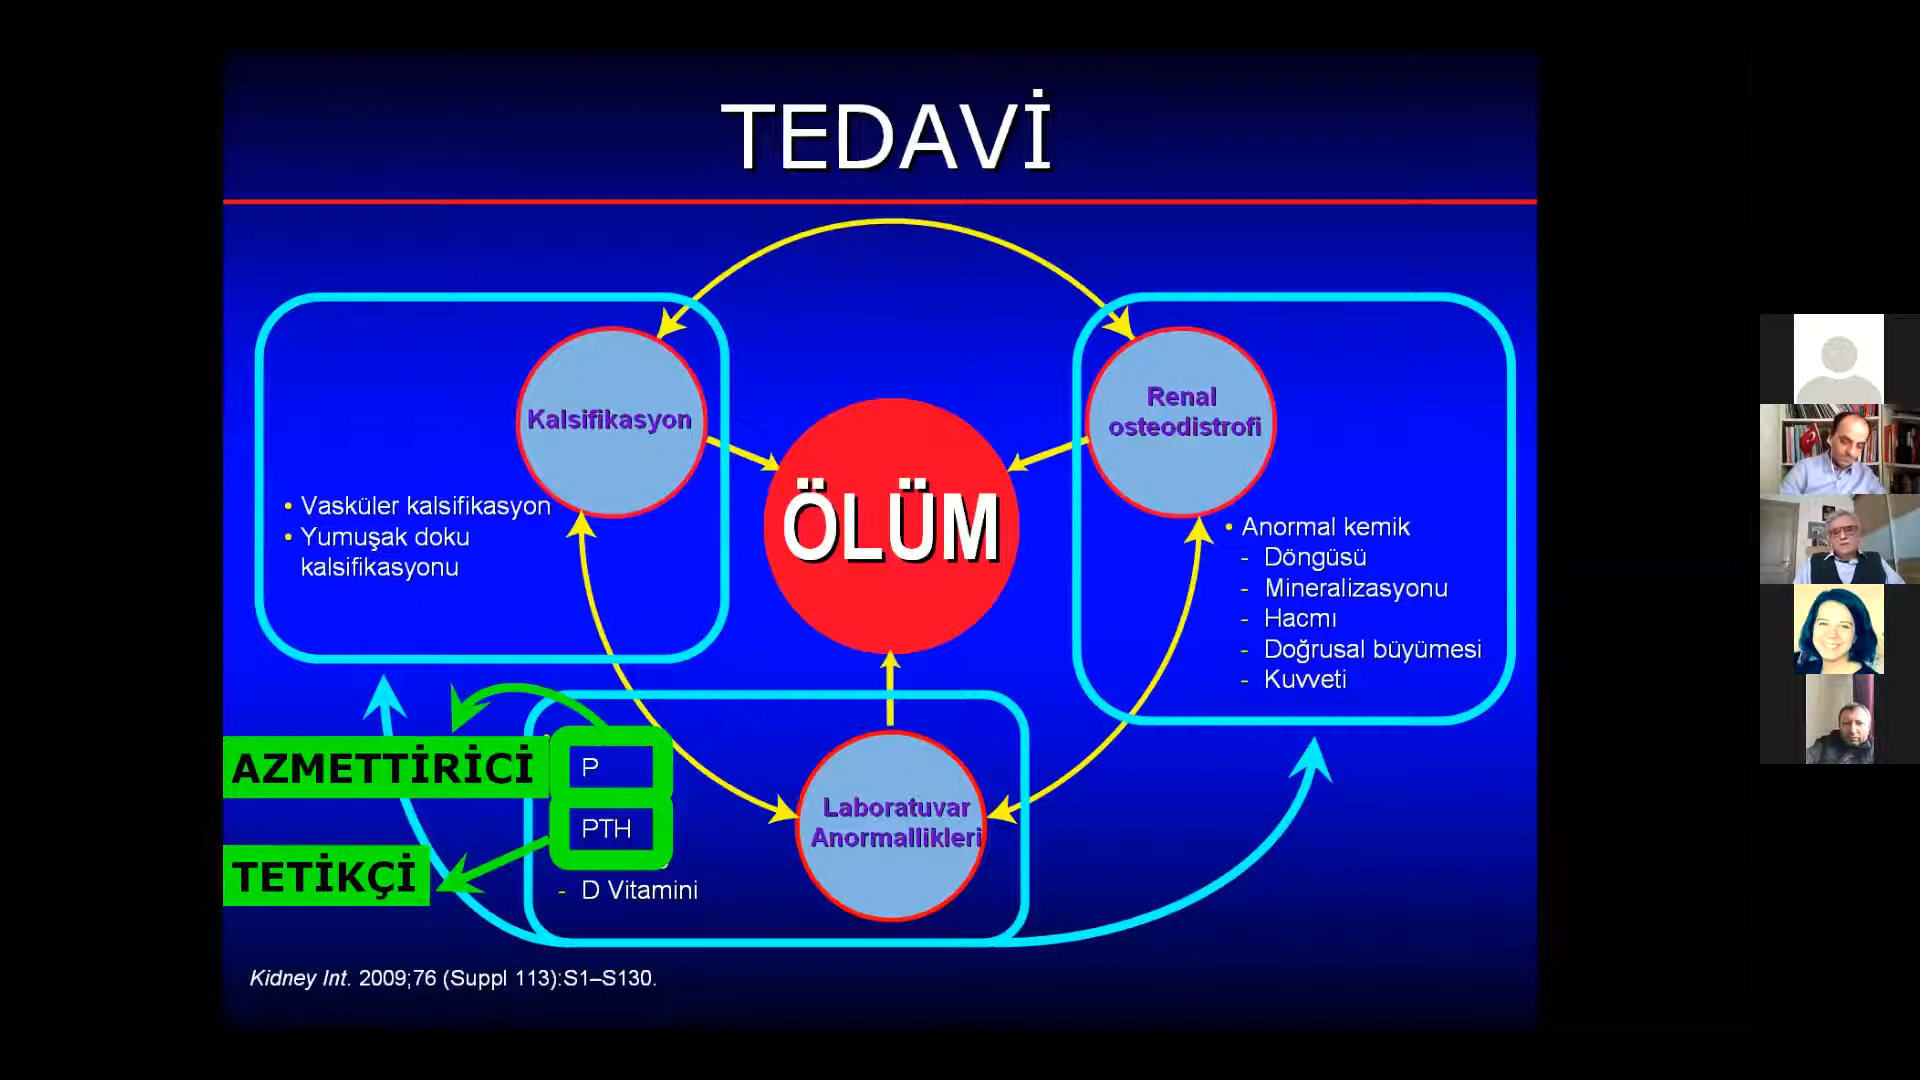 TEDAVİ
Kalsifikasyon
Renal
osteodistrofi
ÖLÜM
• Vasküler kalsifikasyon
• Yumuşak doku
kalsifikasyonu
• Anormal kemik
- Döngüsü
- Mineralizasyonu
- Hacmı
- Doğrusal büyümesi
- Kuvveti
AZMETTİRİCİ
P
PTH
TETİKÇİ
- D Vitamini
Laboratuvar
Anormallikleri
Kidney Int. 2009;76 (Suppl 113):S1–S130.